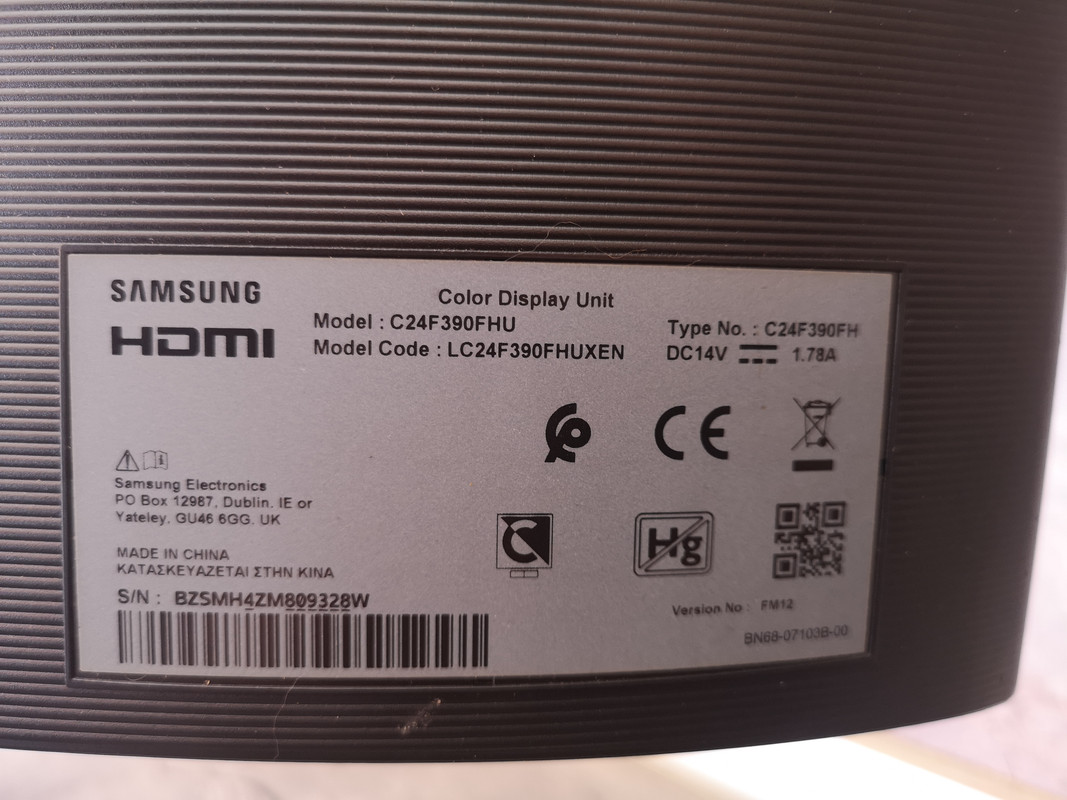 SAMSUNG
HDMI
Color Display Unit
Model : C24F390FHU
Model Code : LC24F390FHUXEN
Type No. : C24F390FH
DC14V 1.78A
CE
Samsung Electronics
PO Box 12987, Dublin. IE or
Yateley, GU46 6GG. UK
Hg
MADE IN CHINA
ΚΑΤΑΣΚΕΥΑΖΕΤΑΙ ΣΤΗΝ ΚΙΝΑ
S/N : BZSMH4ZM809328W
Version No : FM12
BN68-07103B-00